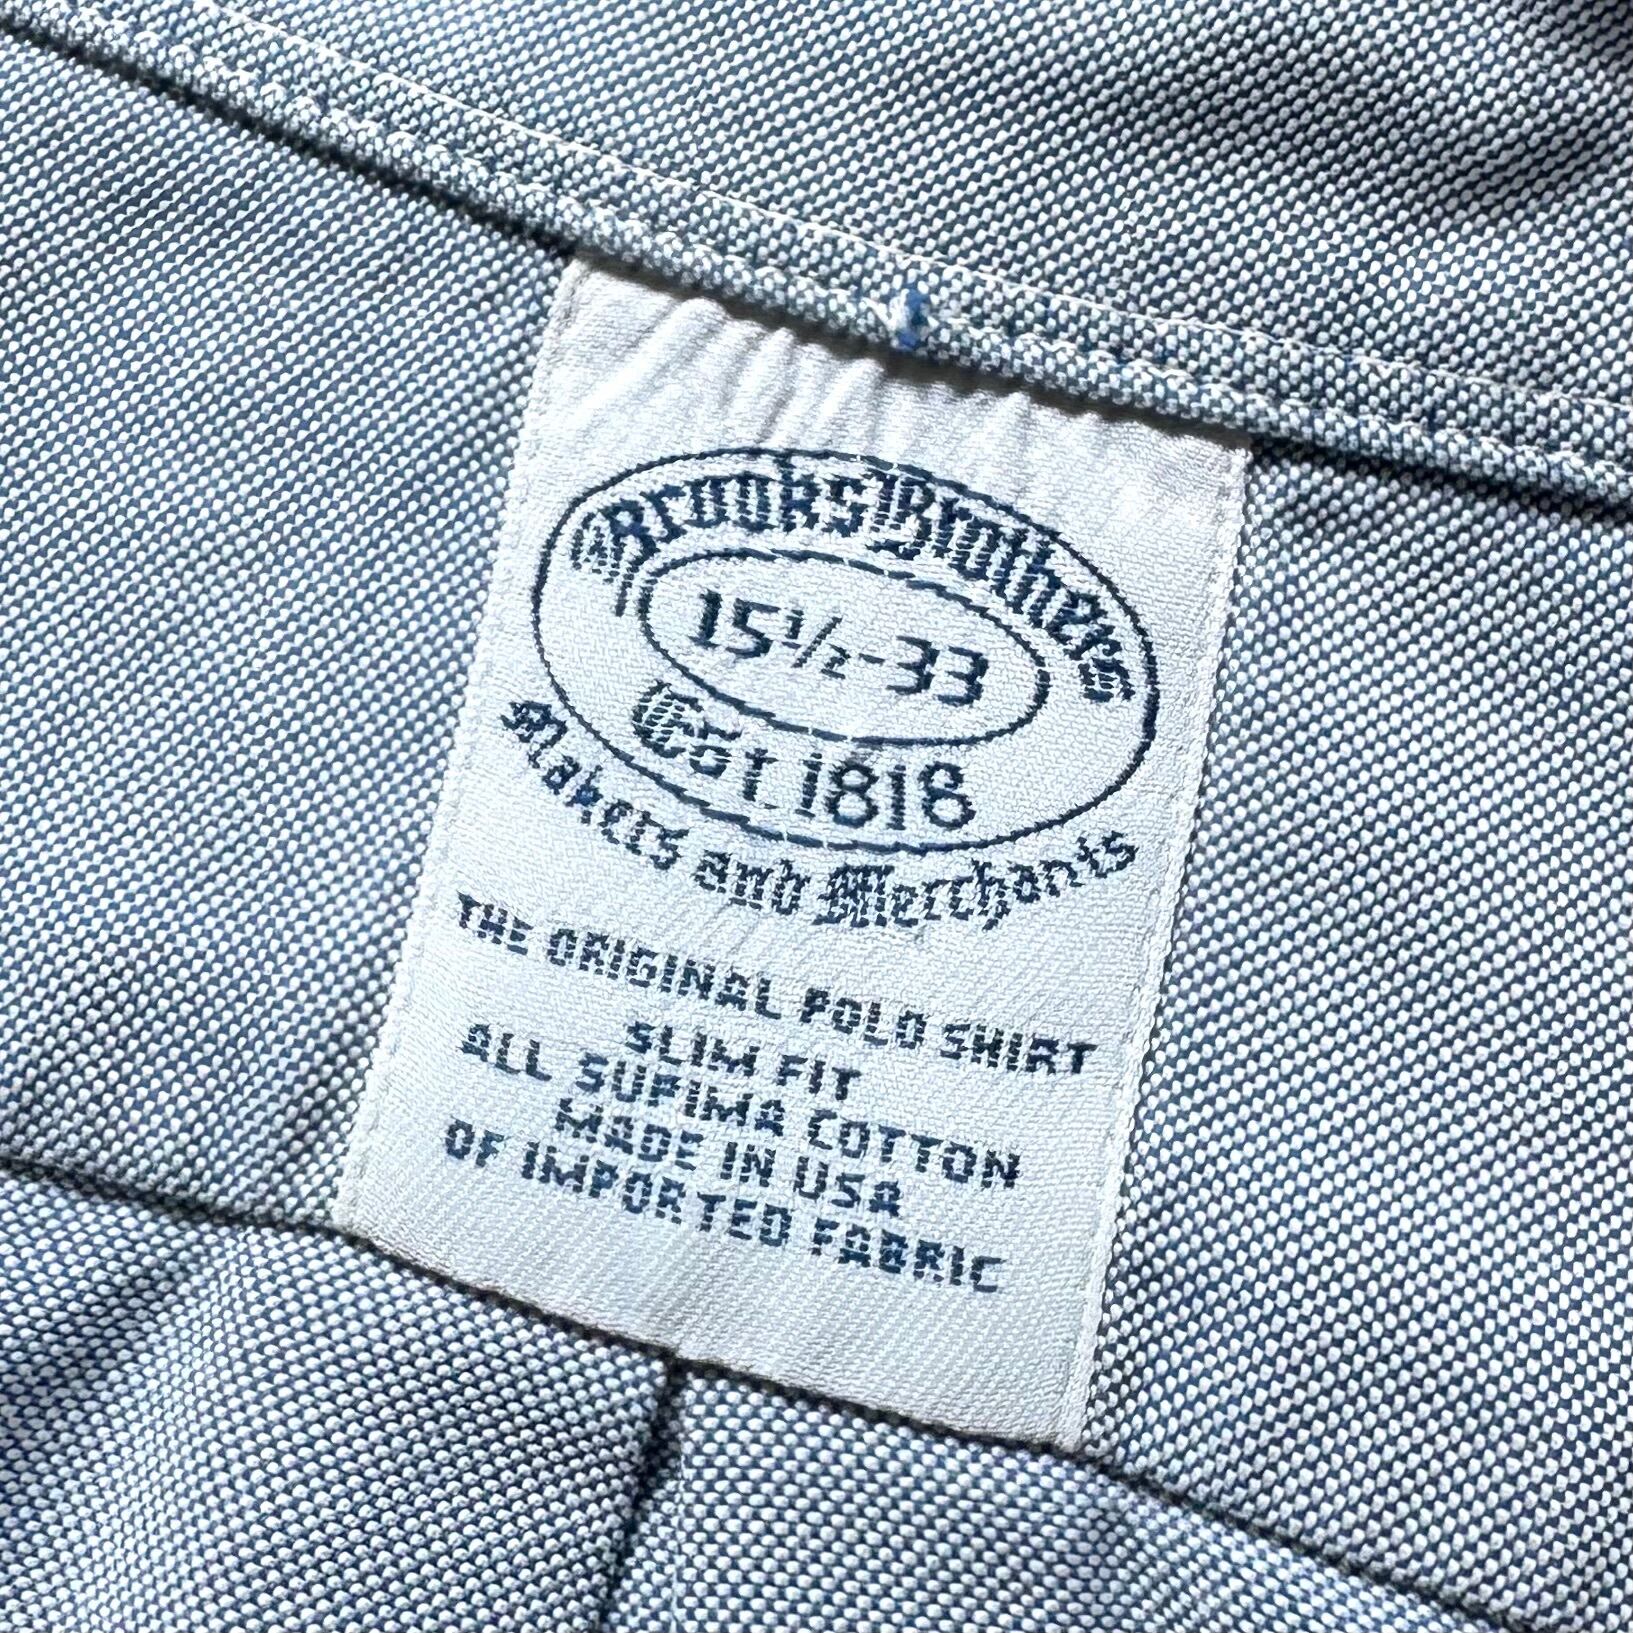 Brooks Brothers
15½-33
Est 1818
Makers and Merchants
THE ORIGINAL POLO SHIRT
SLIM FIT
ALL SUPIMA COTTON
MADE IN USA
OF IMPORTED FABRIC